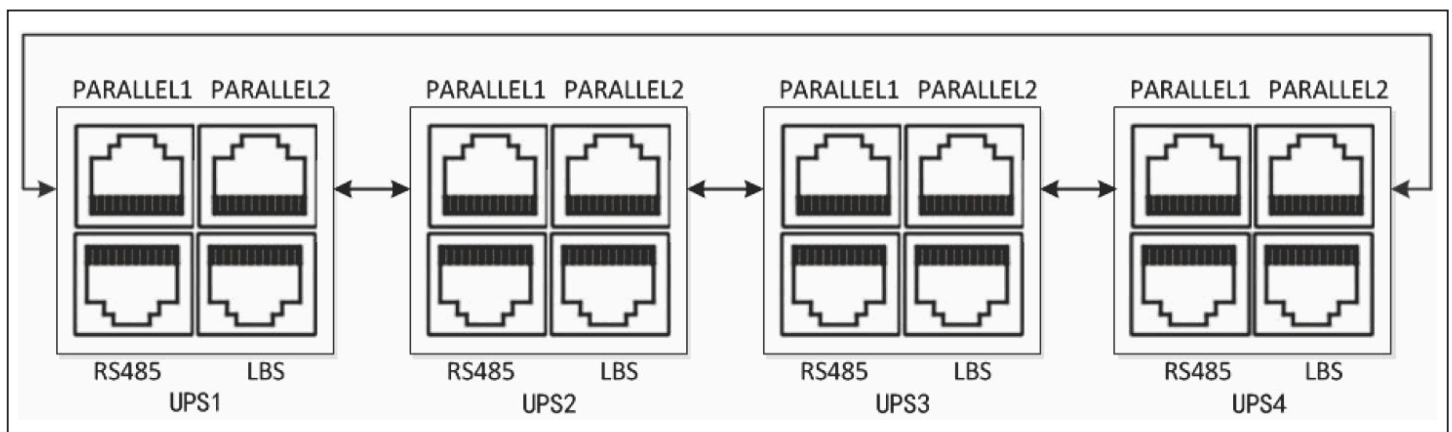 PARALLEL1 PARALLEL2 PARALLEL1 PARALLEL2 PARALLEL1 PARALLEL2 PARALLEL1 PARALLEL2
RS485 LBS RS485 LBS RS485 LBS RS485 LBS
UPS1 UPS2 UPS3 UPS4